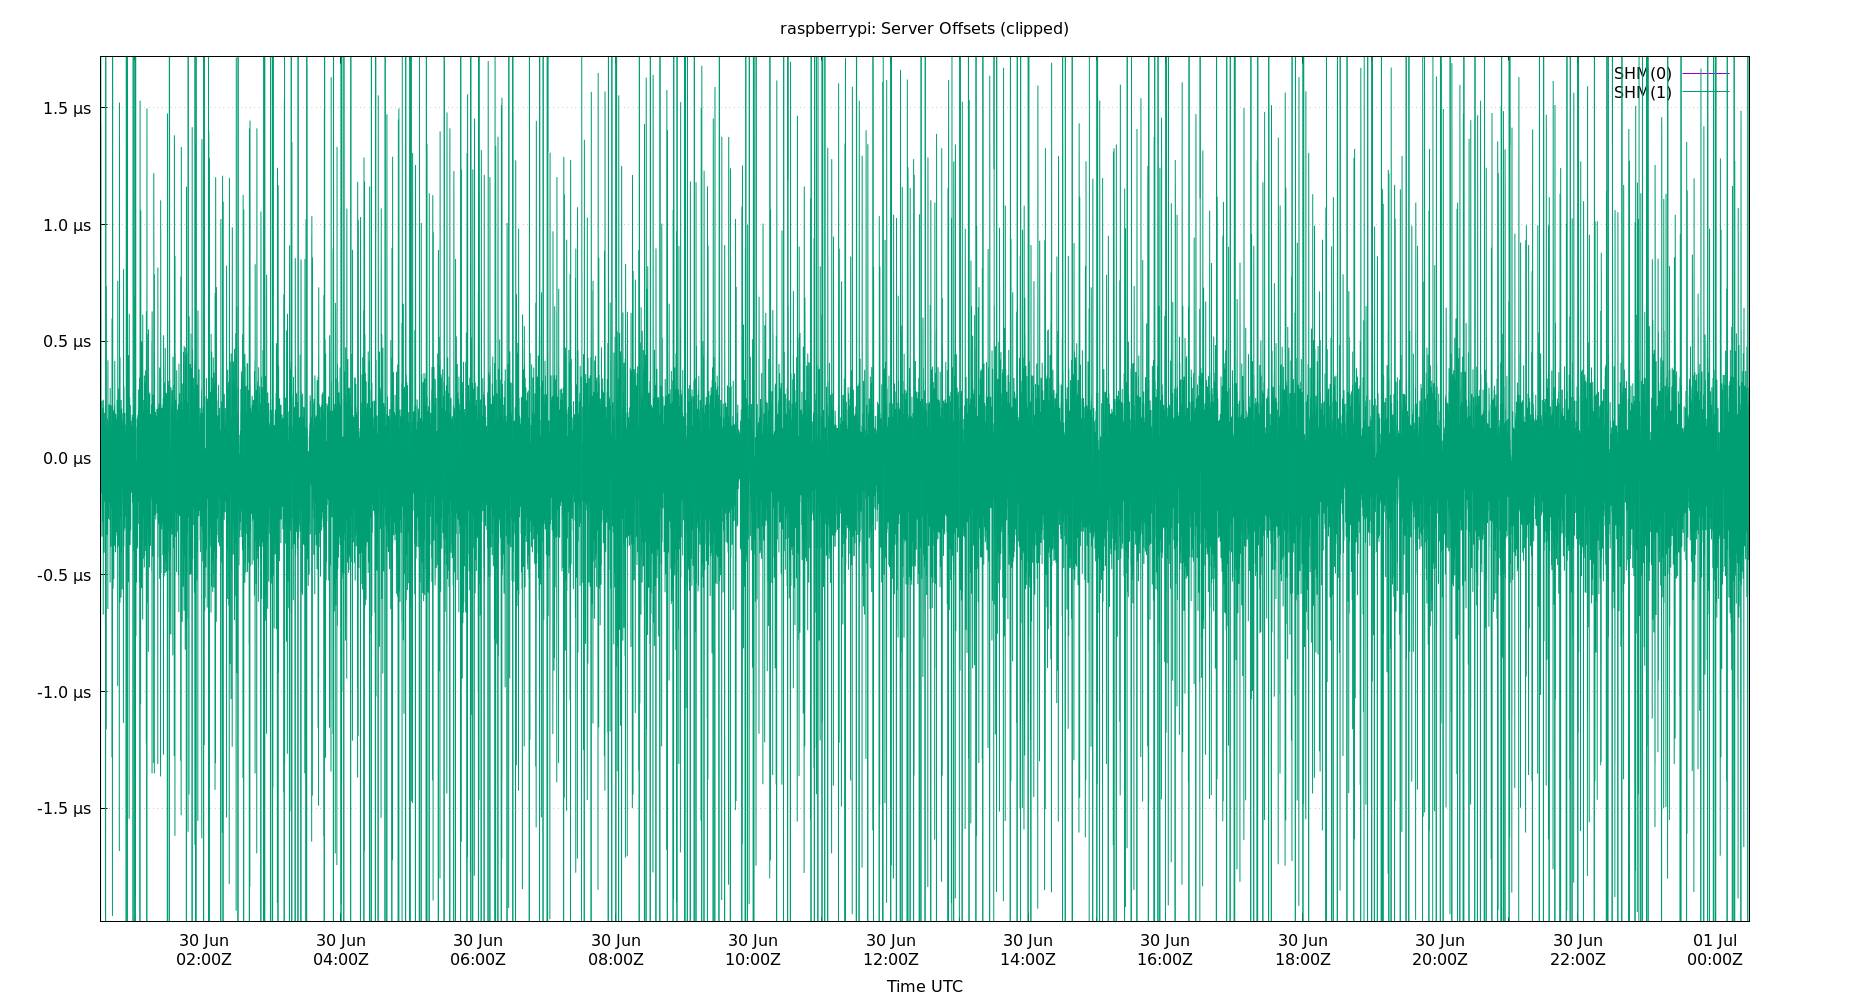 raspberrypi: Server Offsets (clipped)
SHM(0)
SHM(1)
1.5 µs
1.0 µs
0.5 µs
0.0 µs
-0.5 µs
-1.0 µs
-1.5 µs
30 Jun 30 Jun 30 Jun 30 Jun 30 Jun 30 Jun 30 Jun 30 Jun 30 Jun 30 Jun 30 Jun 01 Jul
02:00Z 04:00Z 06:00Z 08:00Z 10:00Z 12:00Z 14:00Z 16:00Z 18:00Z 20:00Z 22:00Z 00:00Z
Time UTC